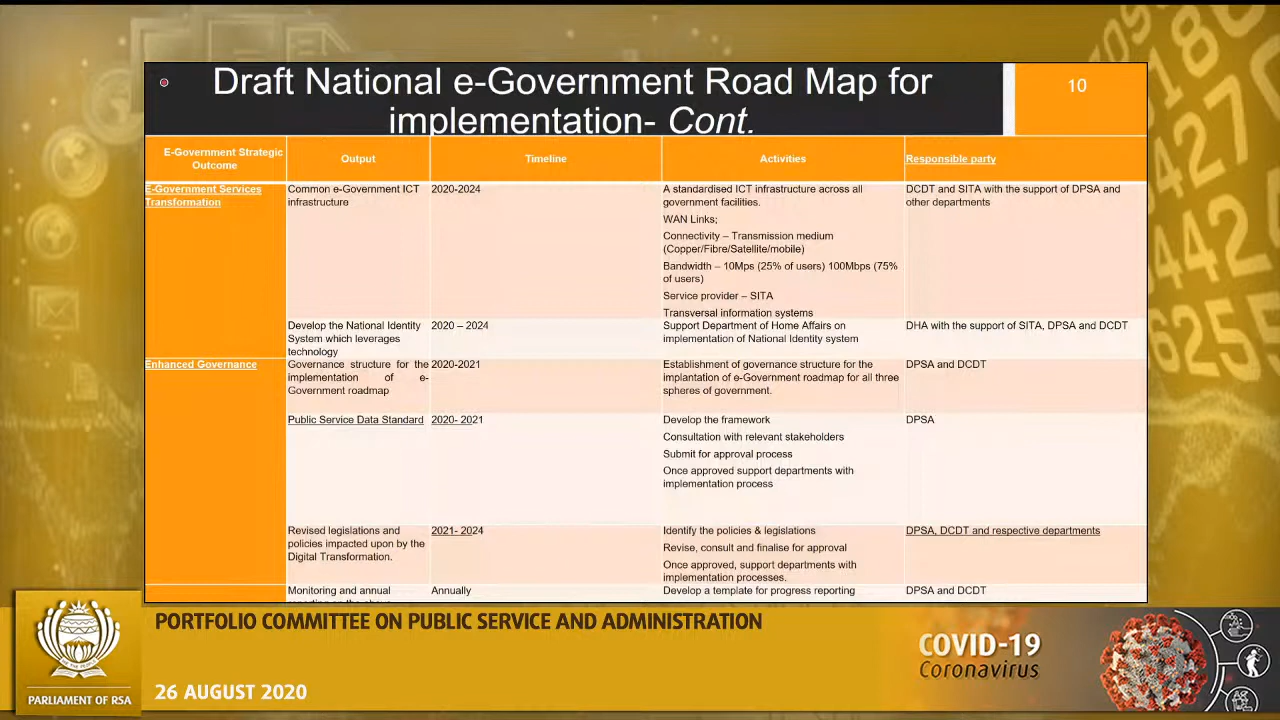 Draft National e-Government Road Map for
implementation- Cont.
10
E-Government Strategic
Outcome
Output
Timeline
Activities
Responsible party
E-Government Services
Transformation
Common e-Government ICT
infrastructure
2020-2024
A standardised ICT infrastructure across all
government facilities.
WAN Links;
Connectivity – Transmission medium
(Copper/Fibre/Satellite/mobile)
Bandwidth – 10Mps (25% of users) 100Mbps (75%
of users)
Service provider – SITA
Transversal information systems
DCDT and SITA with the support of DPSA and
other departments
Develop the National Identity
System which leverages
technology
2020 – 2024
Support Department of Home Affairs on
implementation of National Identity system
DHA with the support of SITA, DPSA and DCDT
Enhanced Governance
Governance structure for the
implementation of e-
Government roadmap
2020-2021
Establishment of governance structure for the
implantation of e-Government roadmap for all three
spheres of government.
DPSA and DCDT
Public Service Data Standard
2020- 2021
Develop the framework
Consultation with relevant stakeholders
Submit for approval process
Once approved support departments with
implementation process
DPSA
Revised legislations and
policies impacted upon by the
Digital Transformation.
2021- 2024
Identify the policies & legislations
Revise, consult and finalise for approval
Once approved, support departments with
implementation processes.
DPSA, DCDT and respective departments
Monitoring and annual
Annually
Develop a template for progress reporting
DPSA and DCDT
PORTFOLIO COMMITTEE ON PUBLIC SERVICE AND ADMINISTRATION
26 AUGUST 2020
PARLIAMENT OF RSA
COVID-19
Coronavirus